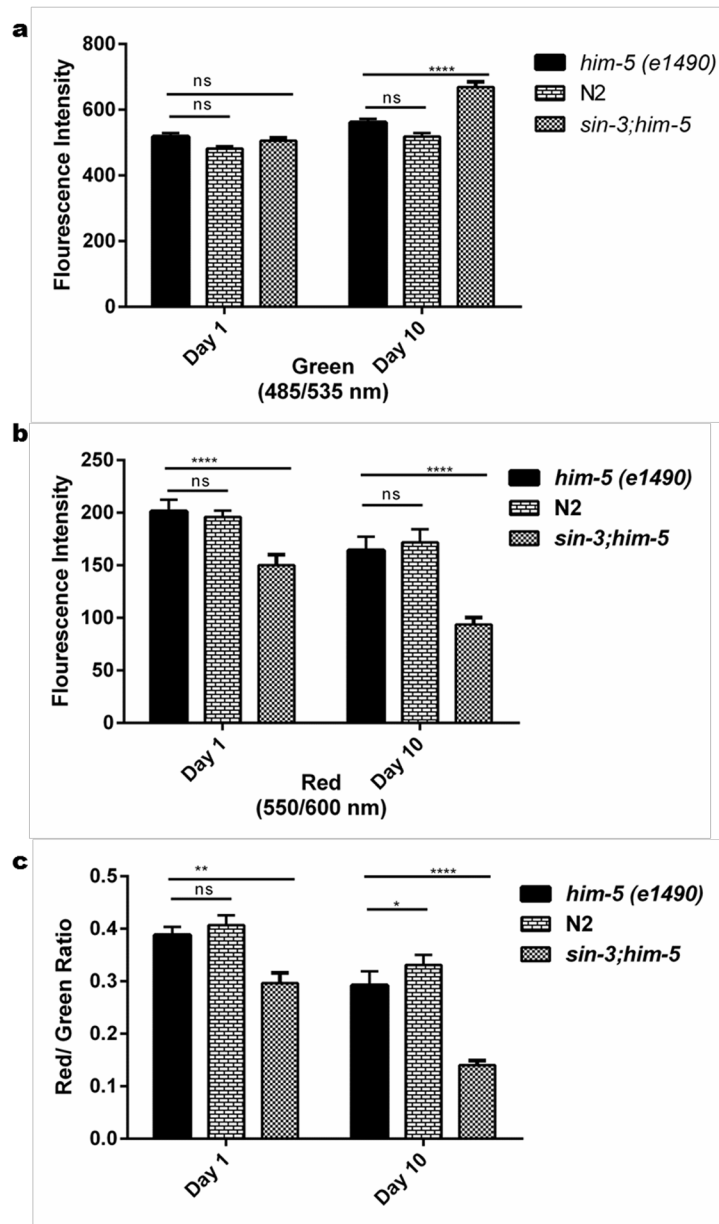 a
800
600
400
200
0
Flourescence Intensity
ns
ns
****
ns
him-5 (e1490)
N2
sin-3;him-5
Day 1
Day 10
Green
(485/535 nm)
b
250
200
150
100
50
0
Flourescence Intensity
****
ns
****
ns
him-5 (e1490)
N2
sin-3;him-5
Day 1
Day 10
Red
(550/600 nm)
c
0.5
0.4
0.3
0.2
0.1
0.0
Red/ Green Ratio
**
ns
****
*
him-5 (e1490)
N2
sin-3;him-5
Day 1
Day 10